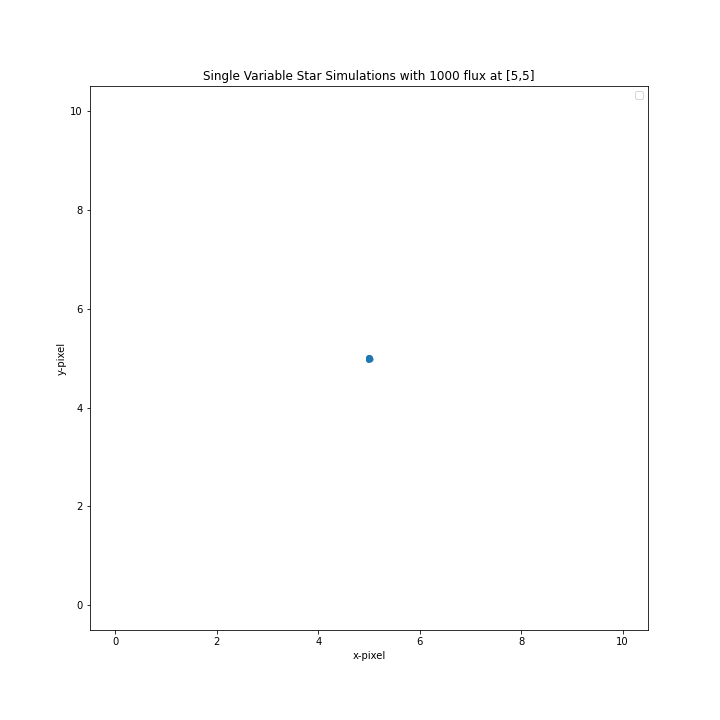 Single Variable Star Simulations with 1000 flux at [5,5]
10
8
6
4
2
0
y-pixel
0 2 4 6 8 10
x-pixel